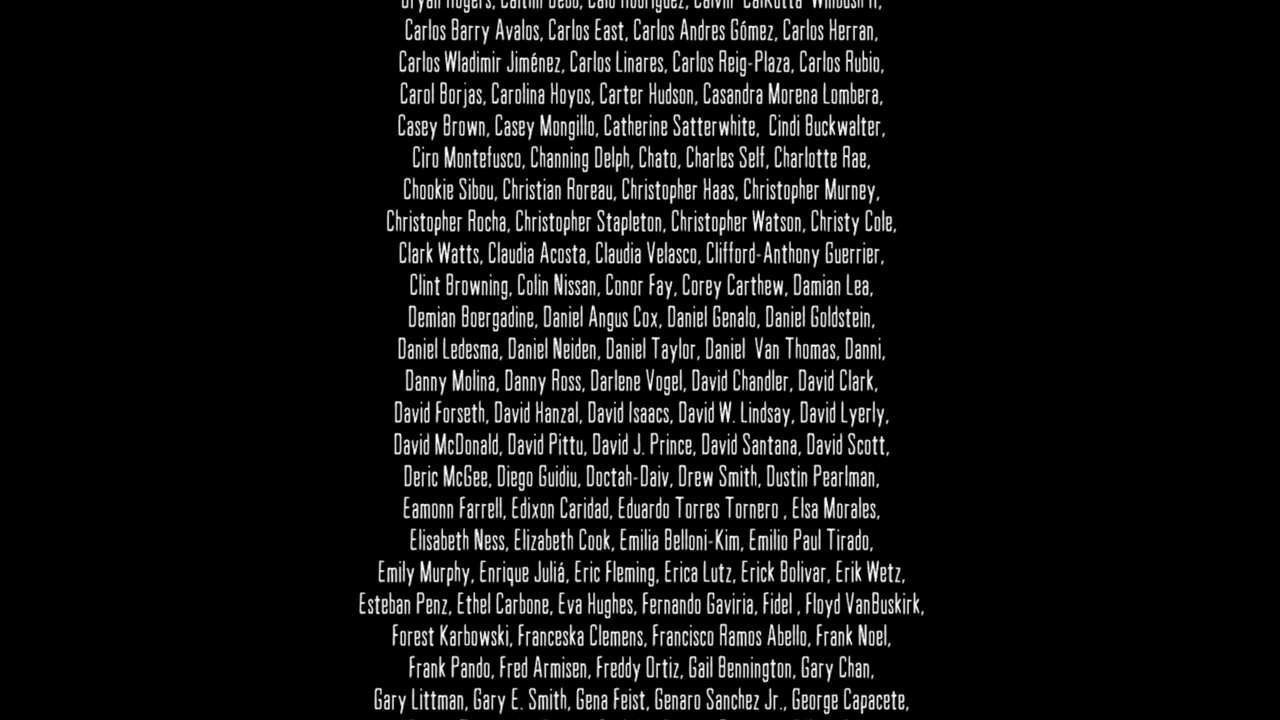 Carlos Barry Avalos, Carlos East, Carlos Andres Gómez, Carlos Herran,
Carlos Wladimir Jiménez, Carlos Linares, Carlos Reig-Plaza, Carlos Rubio,
Carol Borjas, Carolina Hoyos, Carter Hudson, Casandra Morena Lombera,
Casey Brown, Casey Mongillo, Catherine Satterwhite, Cindi Buckwalter,
Ciro Montefusco, Channing Delph, Chato, Charles Self, Charlotte Rae,
Chookie Sibou, Christian Roreau, Christopher Haas, Christopher Murney,
Christopher Rocha, Christopher Stapleton, Christopher Watson, Christy Cole,
Clark Watts, Claudia Acosta, Claudia Velasco, Clifford-Anthony Guerrier,
Clint Browning, Colin Nissan, Conor Fay, Corey Carthew, Damian Lea,
Demian Boergadine, Daniel Angus Cox, Daniel Genalo, Daniel Goldstein,
Daniel Ledesma, Daniel Neiden, Daniel Taylor, Daniel Van Thomas, Danni,
Danny Molina, Danny Ross, Darlene Vogel, David Chandler, David Clark,
David Forseth, David Hanzal, David Isaacs, David W. Lindsay, David Lyerly,
David McDonald, David Pittu, David J. Prince, David Santana, David Scott,
Deric McGee, Diego Guidiu, Doctah-Daiv, Drew Smith, Dustin Pearlman,
Eamonn Farrell, Edixon Caridad, Eduardo Torres Tornero , Elsa Morales,
Elisabeth Ness, Elizabeth Cook, Emilia Belloni-Kim, Emilio Paul Tirado,
Emily Murphy, Enrique Juliá, Eric Fleming, Erica Lutz, Erick Bolivar, Erik Wetz,
Esteban Penz, Ethel Carbone, Eva Hughes, Fernando Gaviria, Fidel , Floyd VanBuskirk,
Forest Karbowski, Franceska Clemens, Francisco Ramos Abello, Frank Noel,
Frank Pando, Fred Armisen, Freddy Ortiz, Gail Bennington, Gary Chan,
Gary Littman, Gary E. Smith, Gena Feist, Genaro Sanchez Jr., George Capacete,